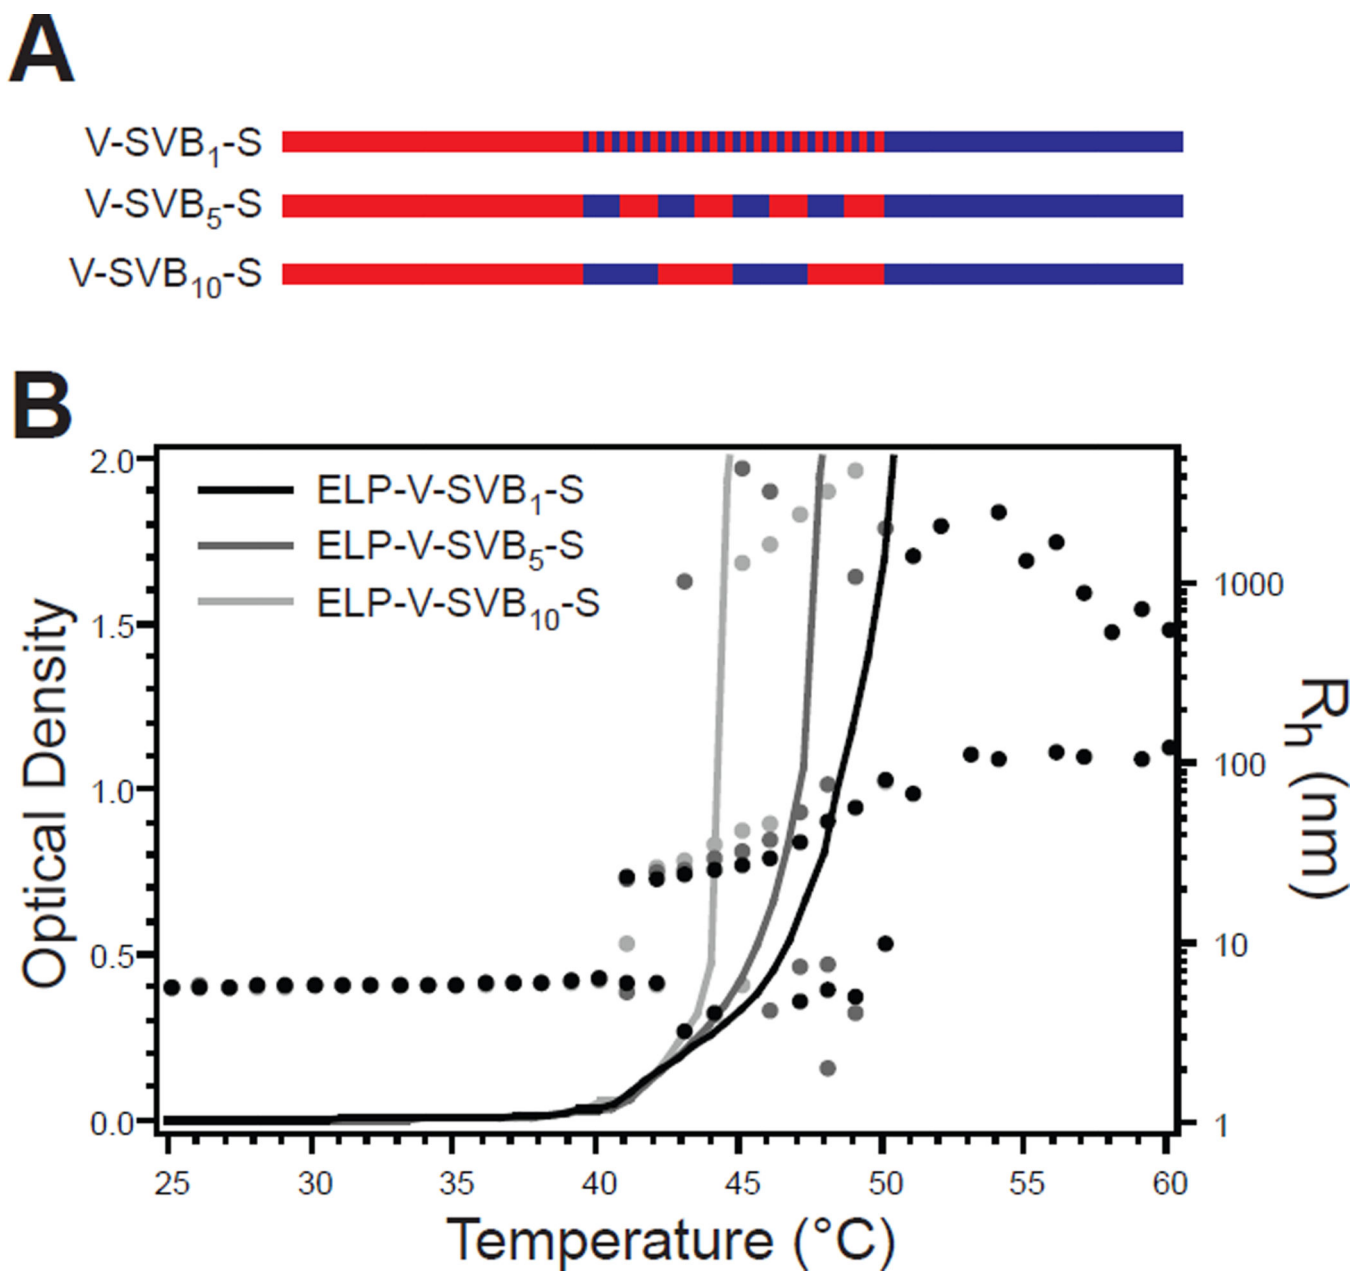 A
V-SVB1-S
V-SVB5-S
V-SVB10-S
B
ELP-V-SVB1-S
ELP-V-SVB5-S
ELP-V-SVB10-S
Optical Density
2.0
1.5
1.0
0.5
0.0
1000
100
10
1
Rh (nm)
25 30 35 40 45 50 55 60
Temperature (°C)